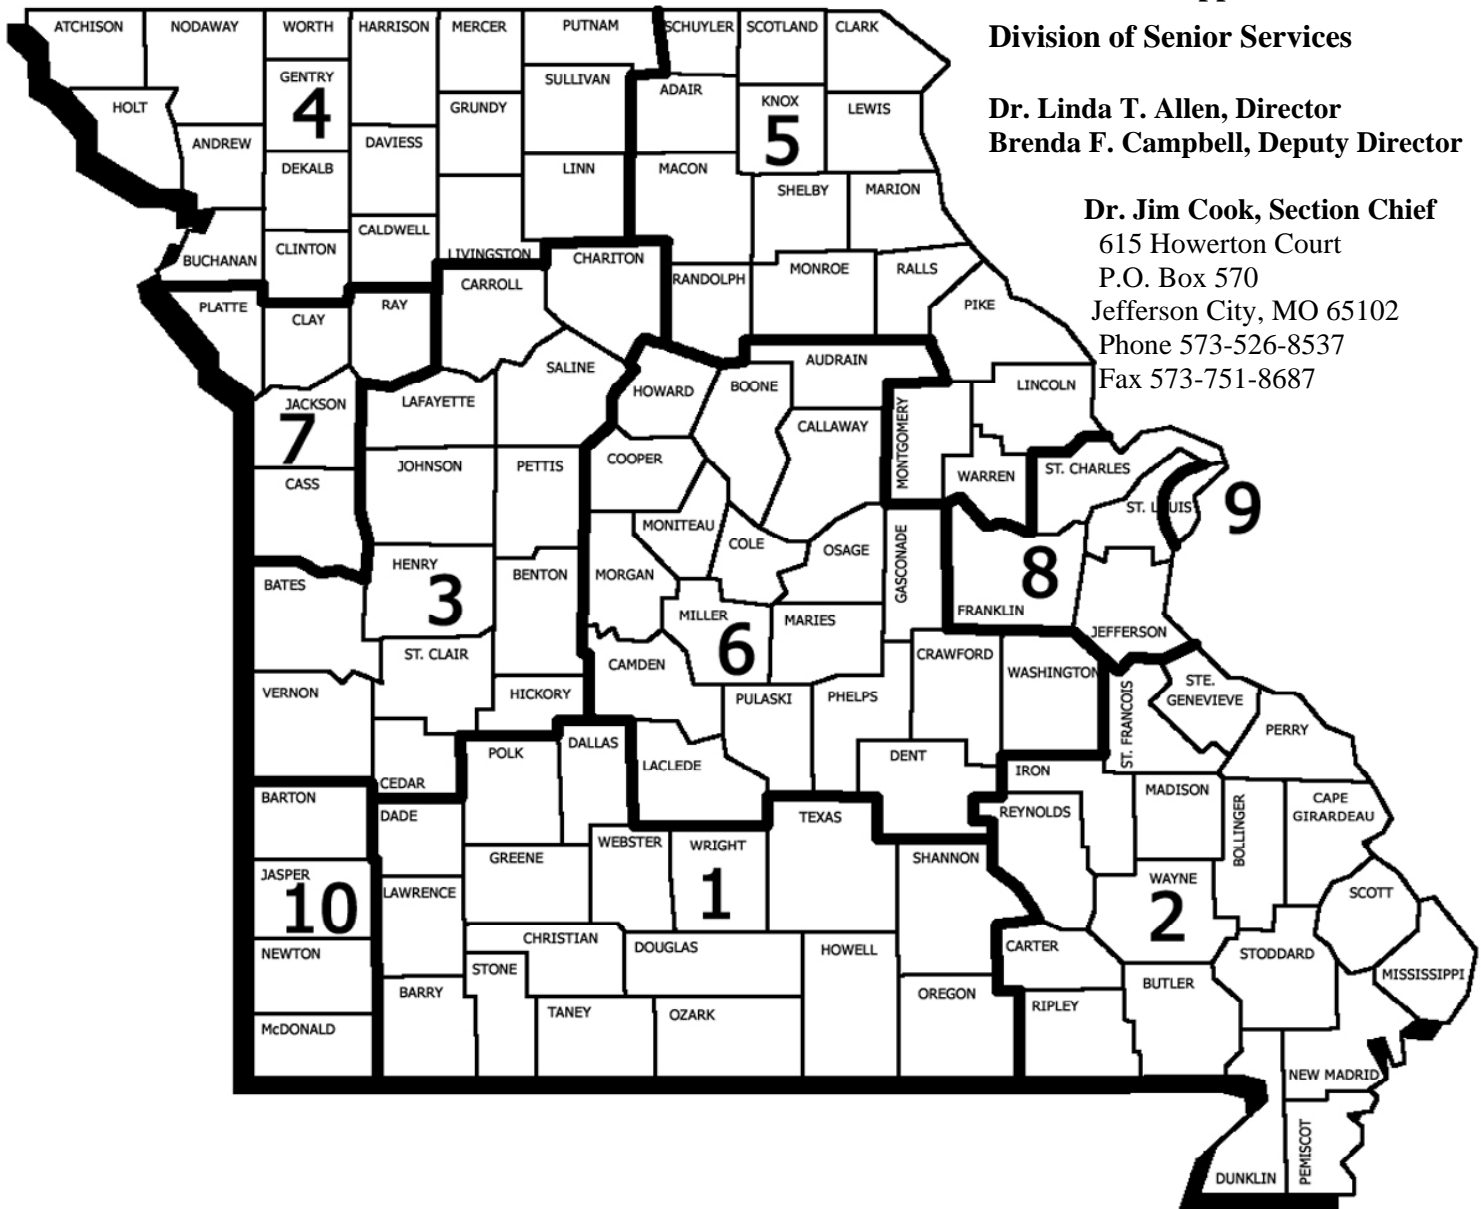 Division of Senior Services
Dr. Linda T. Allen, Director
Brenda F. Campbell, Deputy Director
Dr. Jim Cook, Section Chief
615 Howerton Court
P.O. Box 570
Jefferson City, MO 65102
Phone 573-526-8537
Fax 573-751-8687
ATCHISON NODAWAY WORTH HARRISON MERCER PUTNAM SCHUYLER SCOTLAND CLARK
GENTRY SULLIVAN ADAIR
HOLT 4 GRUNDY KNOX LEWIS
ANDREW DAVIESS 5
DEKALB LINN MACON SHELBY MARION
CALDWELL
BUCHANAN CLINTON LIVINGSTON CHARITON
CARROLL RANDOLPH MONROE RALLS
PLATTE CLAY RAY PIKE
SALINE AUDRAIN
JACKSON LAFAYETTE HOWARD BOONE LINCOLN
7 CALLAWAY MONTGOMERY
JOHNSON PETTIS COOPER WARREN ST. CHARLES
CASS ST. LOUIS 9
MONITEAU COLE OSAGE GASCONADE
BATES HENRY BENTON MORGAN 8
3 MILLER MARIES FRANKLIN
6 JEFFERSON
ST. CLAIR CAMDEN CRAWFORD WASHINGTON
VERNON HICKORY PULASKI PHELPS ST. FRANCOIS STE.
GENEVIEVE
POLK DALLAS PERRY
LACLEDE DENT
CEDAR IRON
BARTON MADISON CAPE
GIRARDEAU
DADE TEXAS REYNOLDS BOLLINGER
WEBSTER WRIGHT
GREENE SHANNON
JASPER LAWRENCE 1 WAYNE SCOTT
10 2
NEWTON CHRISTIAN DOUGLAS HOWELL CARTER STODDARD
STONE MISSISSIPPI
BARRY OREGON RIPLEY BUTLER
McDONALD TANEY OZARK
NEW MADRID
DUNKLIN PEMISCOT